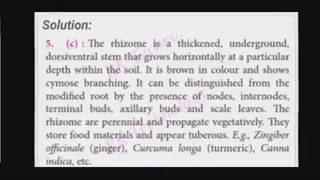 Solution:
5. (c) : The rhizome is a thickened, underground,
dorsiventral stem that grows horizontally at a particular
depth within the soil. It is brown in colour and shows
cymose branching. It can be distinguished from the
modified root by the presence of nodes, internodes,
terminal buds, axillary buds and scale leaves. The
rhizome are perennial and propagate vegetatively. They
store food materials and appear tuberous. E.g., Zingiber
officinale (ginger), Curcuma longa (turmeric), Canna
indica, etc.